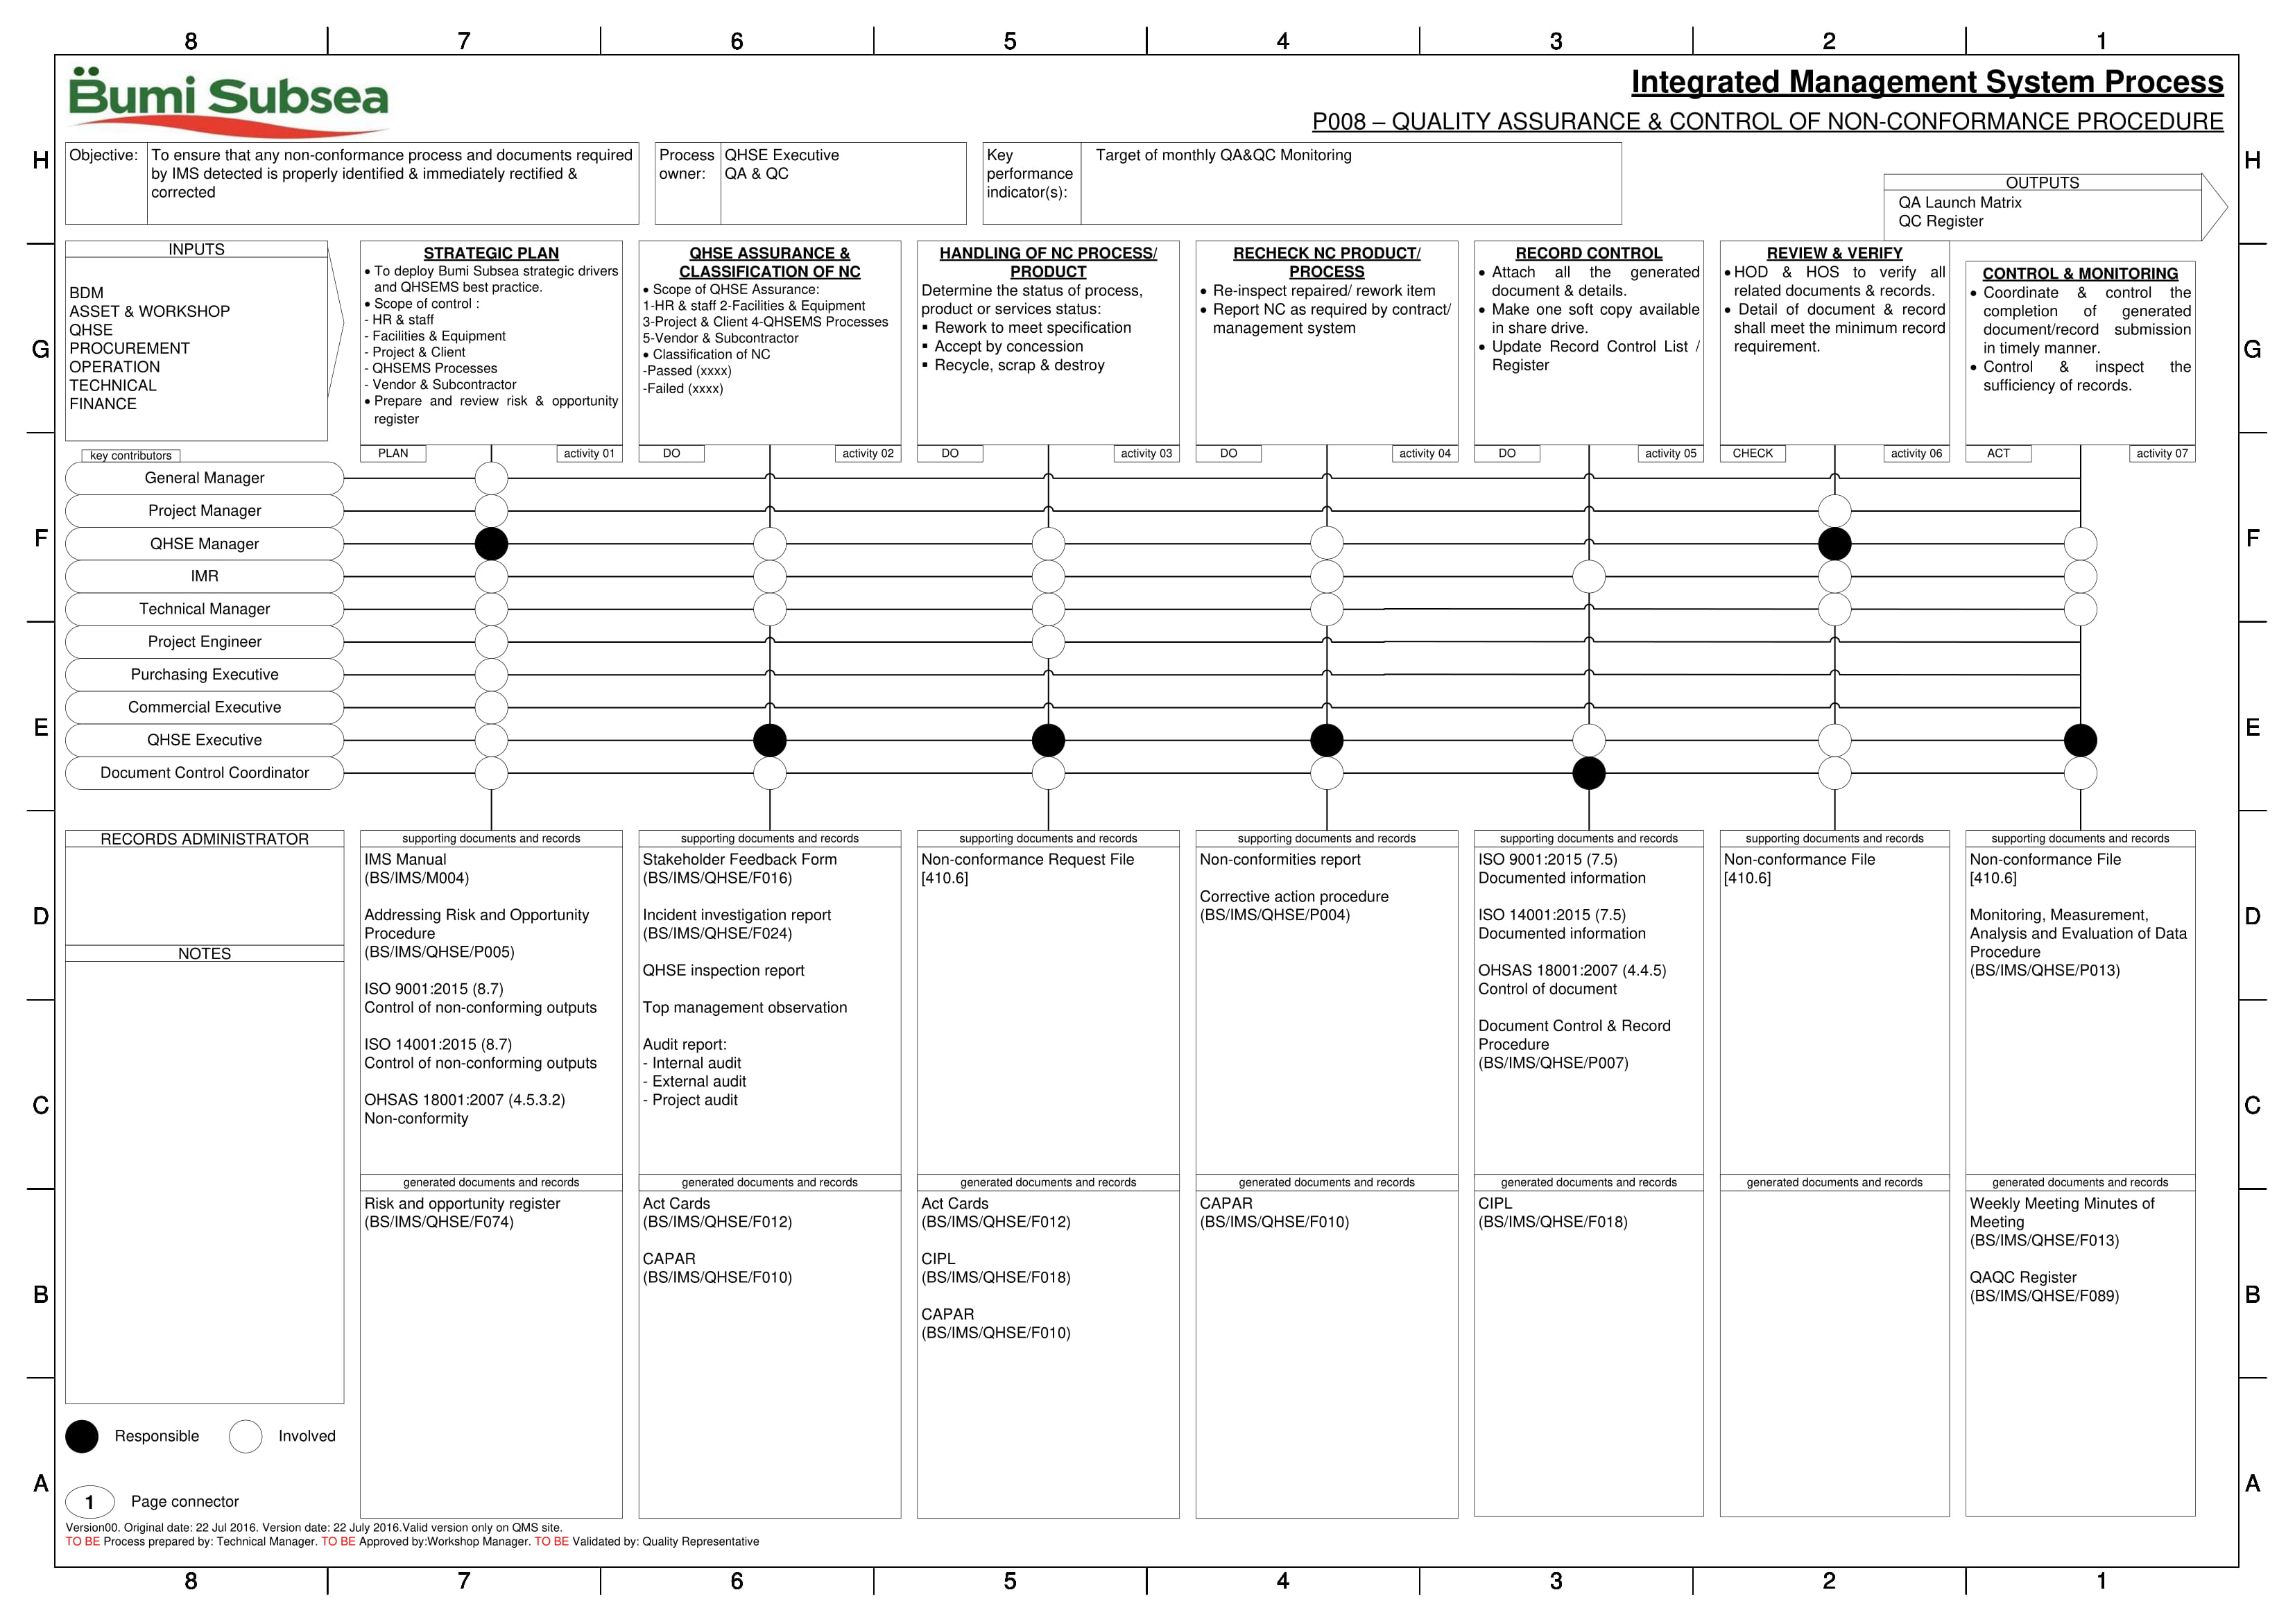 8 7 6 5 4 3 2 1
Bumi Subsea
Integrated Management System Process
P008 – QUALITY ASSURANCE & CONTROL OF NON-CONFORMANCE PROCEDURE
H
H
Objective:
To ensure that any non-conformance process and documents required
by IMS detected is properly identified & immediately rectified &
corrected
Process
owner:
QHSE Executive
QA & QC
Key
performance
indicator(s):
Target of monthly QA&QC Monitoring
OUTPUTS
QA Launch Matrix
QC Register
G
G
INPUTS
BDM
ASSET & WORKSHOP
QHSE
PROCUREMENT
OPERATION
TECHNICAL
FINANCE
STRATEGIC PLAN
• To deploy Bumi Subsea strategic drivers
and QHSEMS best practice.
• Scope of control :
- HR & staff
- Facilities & Equipment
- Project & Client
- QHSEMS Processes
- Vendor & Subcontractor
• Prepare and review risk & opportunity
register
PLAN
activity 01
QHSE ASSURANCE &
CLASSIFICATION OF NC
• Scope of QHSE Assurance:
1-HR & staff 2-Facilities & Equipment
3-Project & Client 4-QHSEMS Processes
5-Vendor & Subcontractor
• Classification of NC
-Passed (xxxx)
-Failed (xxxx)
DO
activity 02
HANDLING OF NC PROCESS/
PRODUCT
Determine the status of process,
product or services status:
▪ Rework to meet specification
▪ Accept by concession
▪ Recycle, scrap & destroy
DO
activity 03
RECHECK NC PRODUCT/
PROCESS
• Re-inspect repaired/ rework item
• Report NC as required by contract/
management system
DO
activity 04
RECORD CONTROL
• Attach all the generated
document & details.
• Make one soft copy available
in share drive.
• Update Record Control List /
Register
DO
activity 05
REVIEW & VERIFY
• HOD & HOS to verify all
related documents & records.
• Detail of document & record
shall meet the minimum record
requirement.
CHECK
activity 06
CONTROL & MONITORING
• Coordinate & control the
completion of generated
document/record submission
in timely manner.
• Control & inspect the
sufficiency of records.
ACT
activity 07
key contributors
General Manager
Project Manager
F
F
QHSE Manager
IMR
Technical Manager
Project Engineer
Purchasing Executive
Commercial Executive
E
E
QHSE Executive
Document Control Coordinator
RECORDS ADMINISTRATOR
D
D
NOTES
C
C
supporting documents and records
IMS Manual
(BS/IMS/M004)
Addressing Risk and Opportunity
Procedure
(BS/IMS/QHSE/P005)
ISO 9001:2015 (8.7)
Control of non-conforming outputs
ISO 14001:2015 (8.7)
Control of non-conforming outputs
OHSAS 18001:2007 (4.5.3.2)
Non-conformity
supporting documents and records
Stakeholder Feedback Form
(BS/IMS/QHSE/F016)
Incident investigation report
(BS/IMS/QHSE/F024)
QHSE inspection report
Top management observation
Audit report:
- Internal audit
- External audit
- Project audit
supporting documents and records
Non-conformance Request File
[410.6]
supporting documents and records
Non-conformities report
Corrective action procedure
(BS/IMS/QHSE/P004)
supporting documents and records
ISO 9001:2015 (7.5)
Documented information
ISO 14001:2015 (7.5)
Documented information
OHSAS 18001:2007 (4.4.5)
Control of document
Document Control & Record
Procedure
(BS/IMS/QHSE/P007)
supporting documents and records
Non-conformance File
[410.6]
supporting documents and records
Non-conformance File
[410.6]
Monitoring, Measurement,
Analysis and Evaluation of Data
Procedure
(BS/IMS/QHSE/P013)
B
B
generated documents and records
Risk and opportunity register
(BS/IMS/QHSE/F074)
generated documents and records
Act Cards
(BS/IMS/QHSE/F012)
CAPAR
(BS/IMS/QHSE/F010)
generated documents and records
Act Cards
(BS/IMS/QHSE/F012)
CIPL
(BS/IMS/QHSE/F018)
CAPAR
(BS/IMS/QHSE/F010)
generated documents and records
CAPAR
(BS/IMS/QHSE/F010)
generated documents and records
CIPL
(BS/IMS/QHSE/F018)
generated documents and records
generated documents and records
Weekly Meeting Minutes of
Meeting
(BS/IMS/QHSE/F013)
QAQC Register
(BS/IMS/QHSE/F089)
Responsible
Involved
A
A
1
Page connector
Version00. Original date: 22 Jul 2016. Version date: 22 July 2016.Valid version only on QMS site.
TO BE Process prepared by: Technical Manager. TO BE Approved by:Workshop Manager. TO BE Validated by: Quality Representative
8 7 6 5 4 3 2 1